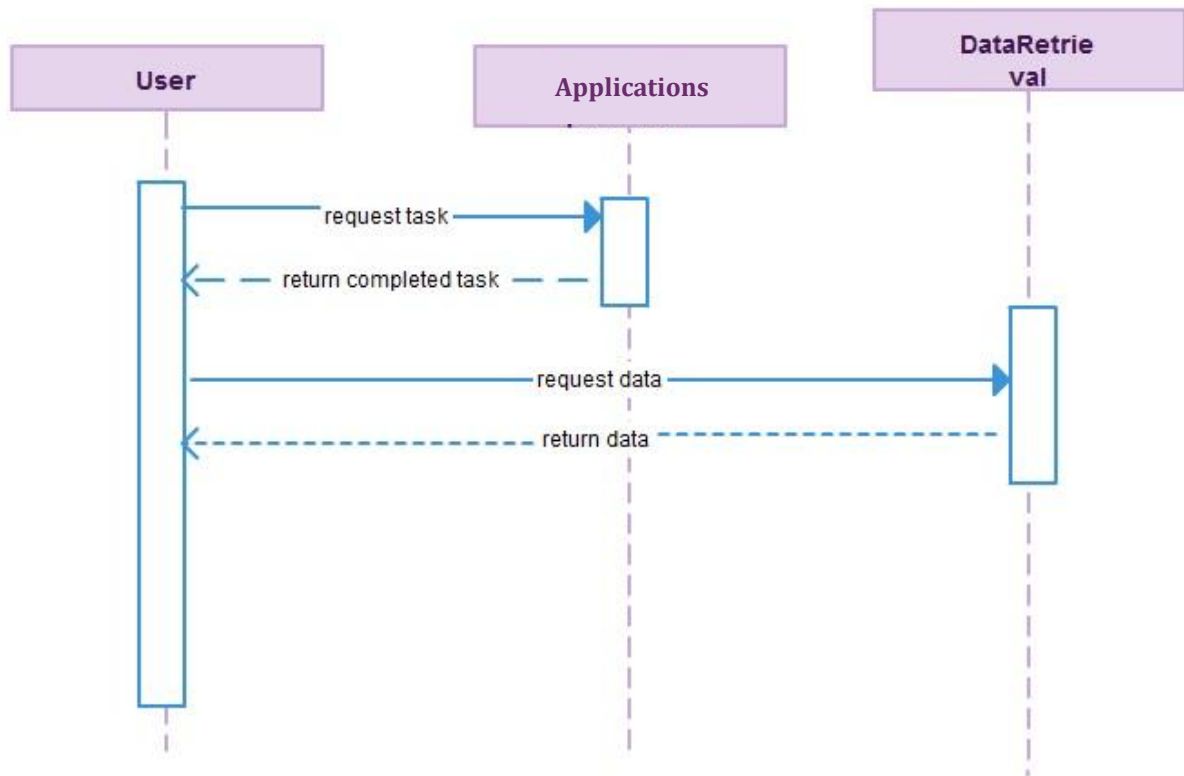 User
Applications
DataRetrie
val
request task
return completed task
request data
return data